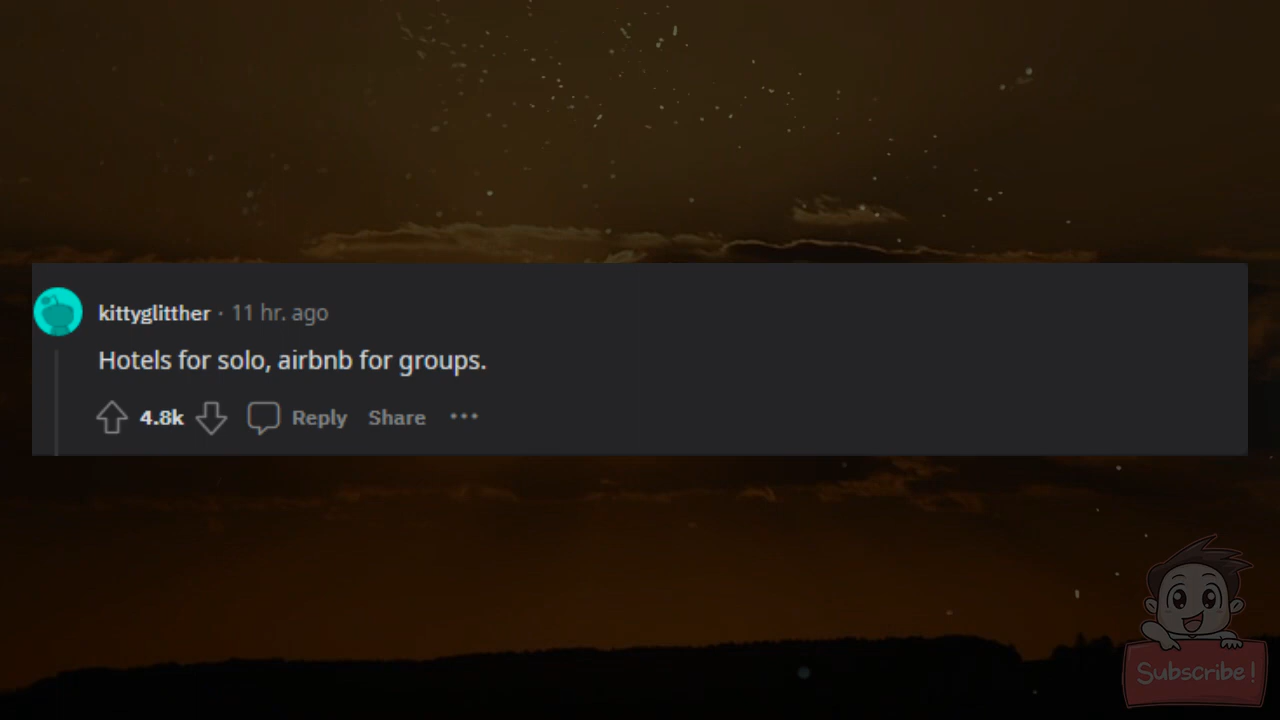 kittyglitther · 11 hr. ago
Hotels for solo, airbnb for groups.
4.8k Reply Share ···
Subscribe!